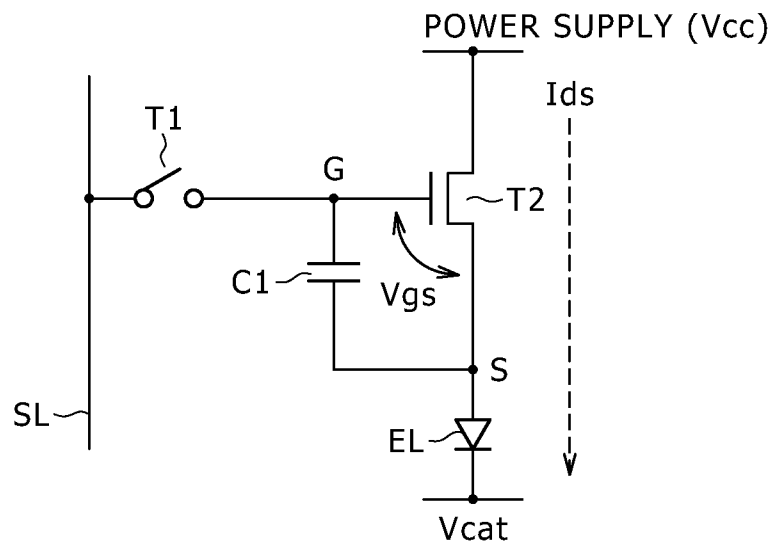 POWER SUPPLY (Vcc)
Ids
T1
G
T2
C1
Vgs
S
SL
EL
Vcat